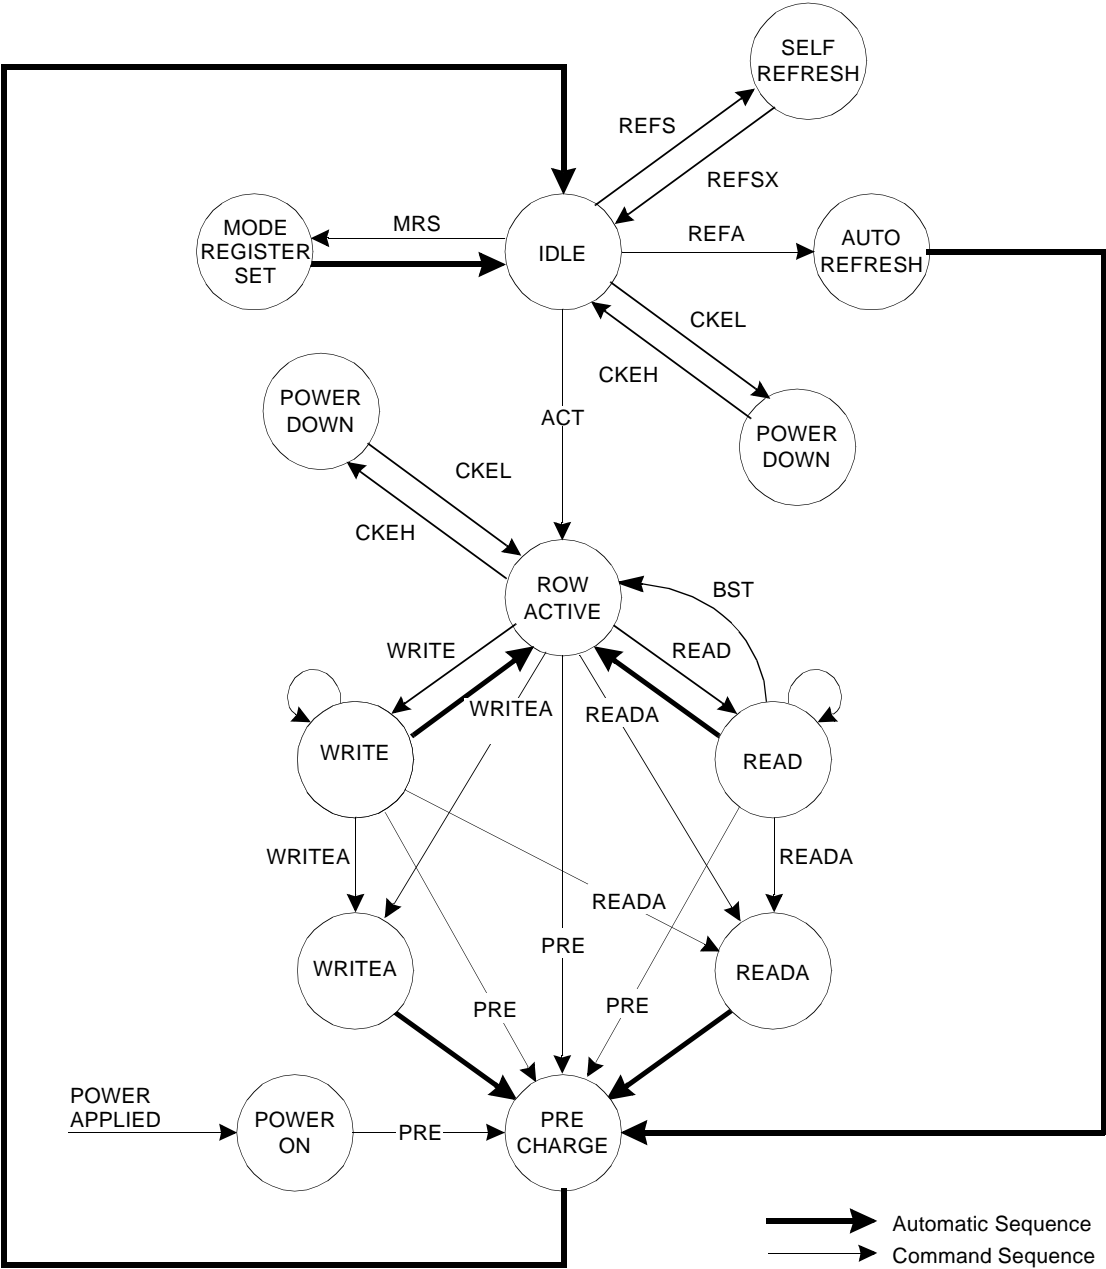 SELF
REFRESH
REFS
REFSX
MODE
REGISTER
SET
MRS
IDLE
REFA
AUTO
REFRESH
CKEL
CKEH
POWER
DOWN
ACT
POWER
DOWN
CKEL
CKEH
ROW
ACTIVE
BST
WRITE
READ
WRITEA
READA
WRITE
READ
WRITEA
READA
READA
PRE
WRITEA
READA
PRE
PRE
POWER
APPLIED
POWER
ON
PRE
PRE
CHARGE
Automatic Sequence
Command Sequence